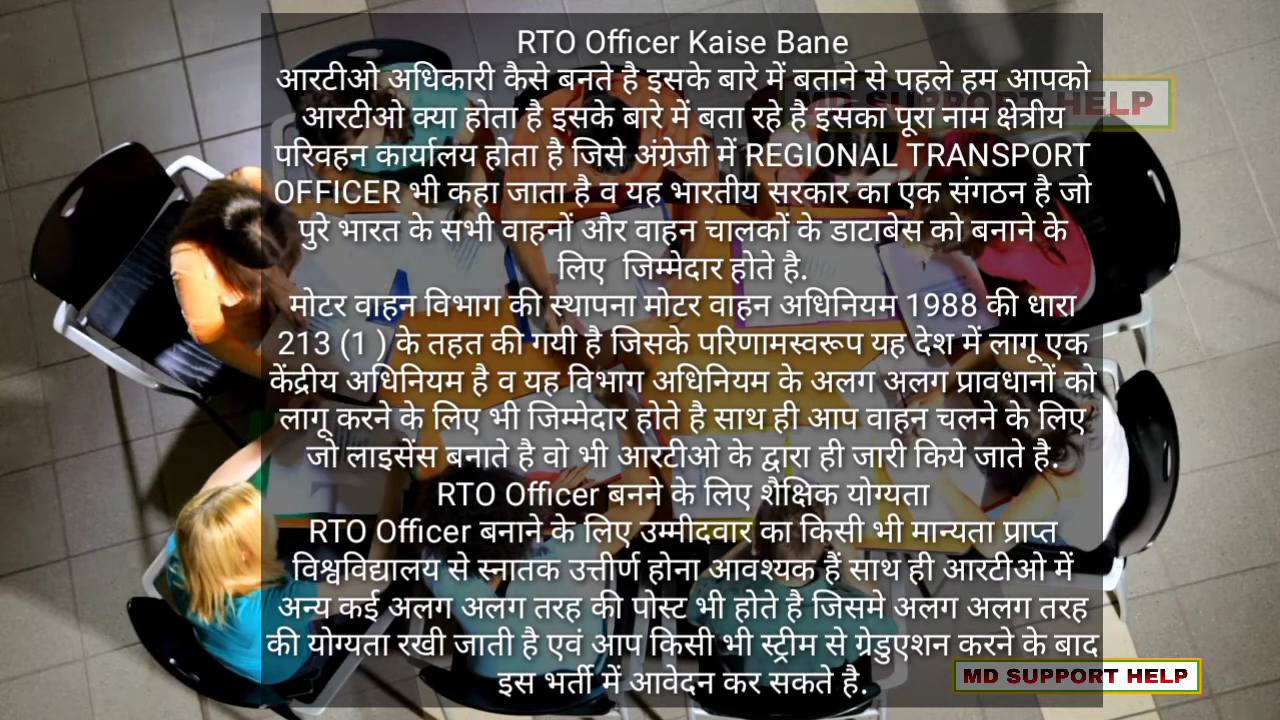 RTO Officer Kaise Bane
आरटीओ अधिकारी कैसे बनते है इसके बारे में बताने से पहले हम आपको
आरटीओ क्या होता है इसके बारे में बता रहे है इसका पूरा नाम क्षेत्रीय
परिवहन कार्यालय होता है जिसे अंग्रेजी में REGIONAL TRANSPORT
OFFICER भी कहा जाता है व यह भारतीय सरकार का एक संगठन है जो
पुरे भारत के सभी वाहनों और वाहन चालकों के डाटाबेस को बनाने के
लिए जिम्मेदार होते है.
मोटर वाहन विभाग की स्थापना मोटर वाहन अधिनियम 1988 की धारा
213 (1 ) के तहत की गयी है जिसके परिणामस्वरूप यह देश में लागू एक
केंद्रीय अधिनियम है व यह विभाग अधिनियम के अलग अलग प्रावधानों को
लागू करने के लिए भी जिम्मेदार होते है साथ ही आप वाहन चलने के लिए
जो लाइसेंस बनाते है वो भी आरटीओ के द्वारा ही जारी किये जाते है.
RTO Officer बनने के लिए शैक्षिक योग्यता
RTO Officer बनाने के लिए उम्मीदवार का किसी भी मान्यता प्राप्त
विश्वविद्यालय से स्नातक उत्तीर्ण होना आवश्यक हैं साथ ही आरटीओ में
अन्य कई अलग अलग तरह की पोस्ट भी होते है जिसमे अलग अलग तरह
की योग्यता रखी जाती है एवं आप किसी भी स्ट्रीम से ग्रेडुएशन करने के बाद
इस भर्ती में आवेदन कर सकते है.
MD SUPPORT HELP
MD SUPPORT HELP